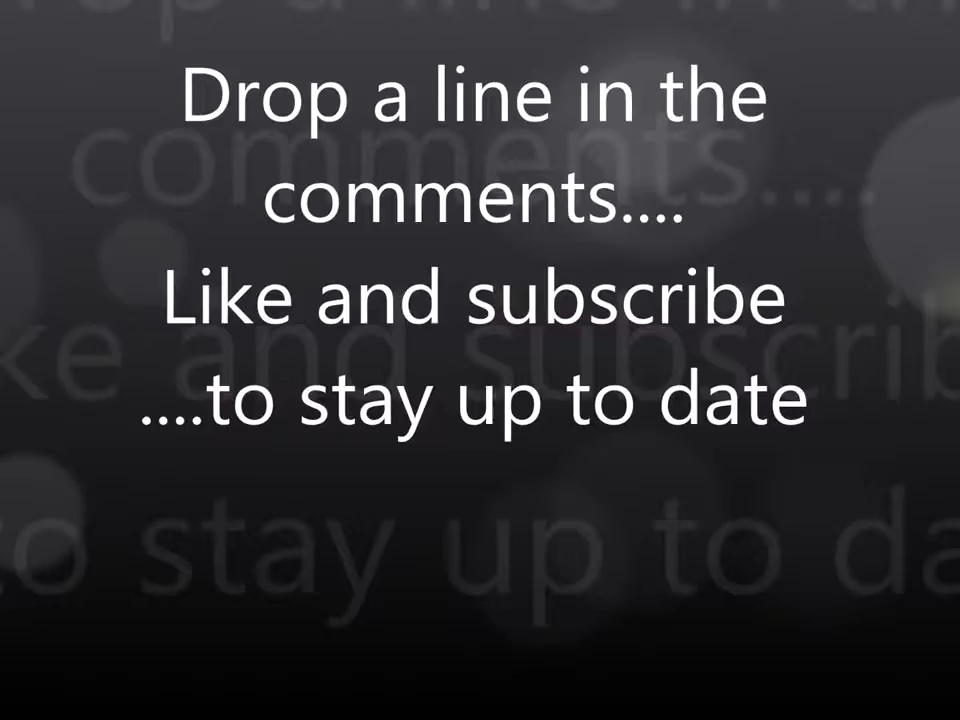 Drop a line in the
comments....
Like and subscribe
....to stay up to date